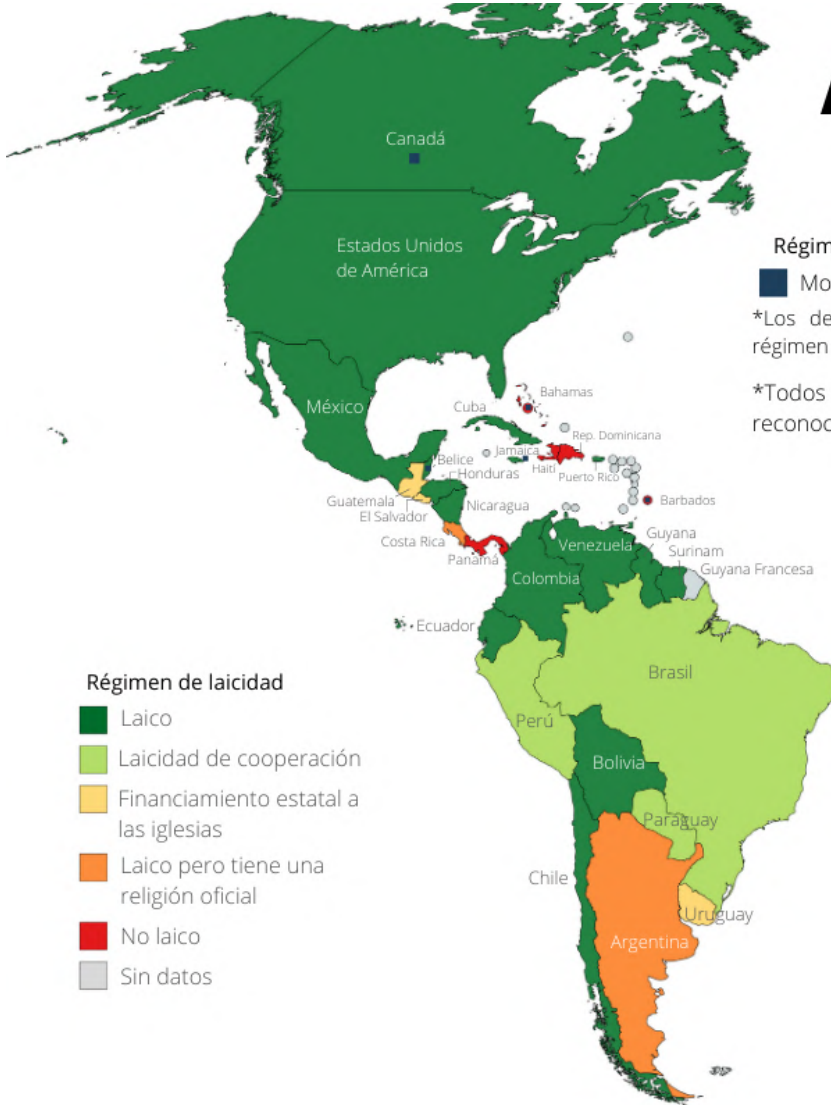 A
Canadá
Estados Unidos
de América
Régim
Mo
*Los de
régimen
*Todos
reconoc
México
Cuba
Bahamas
Rep. Dominicana
Jamaica
Haití
Puerto Rico
Belice
Honduras
Guatemala
El Salvador
Nicaragua
Barbados
Costa Rica
Panamá
Venezuela
Guyana
Surinam
Guyana Francesa
Colombia
Ecuador
Brasil
Perú
Bolivia
Paraguay
Chile
Uruguay
Argentina
Régimen de laicidad
Laico
Laicidad de cooperación
Financiamiento estatal a
las iglesias
Laico pero tiene una
religión oficial
No laico
Sin datos